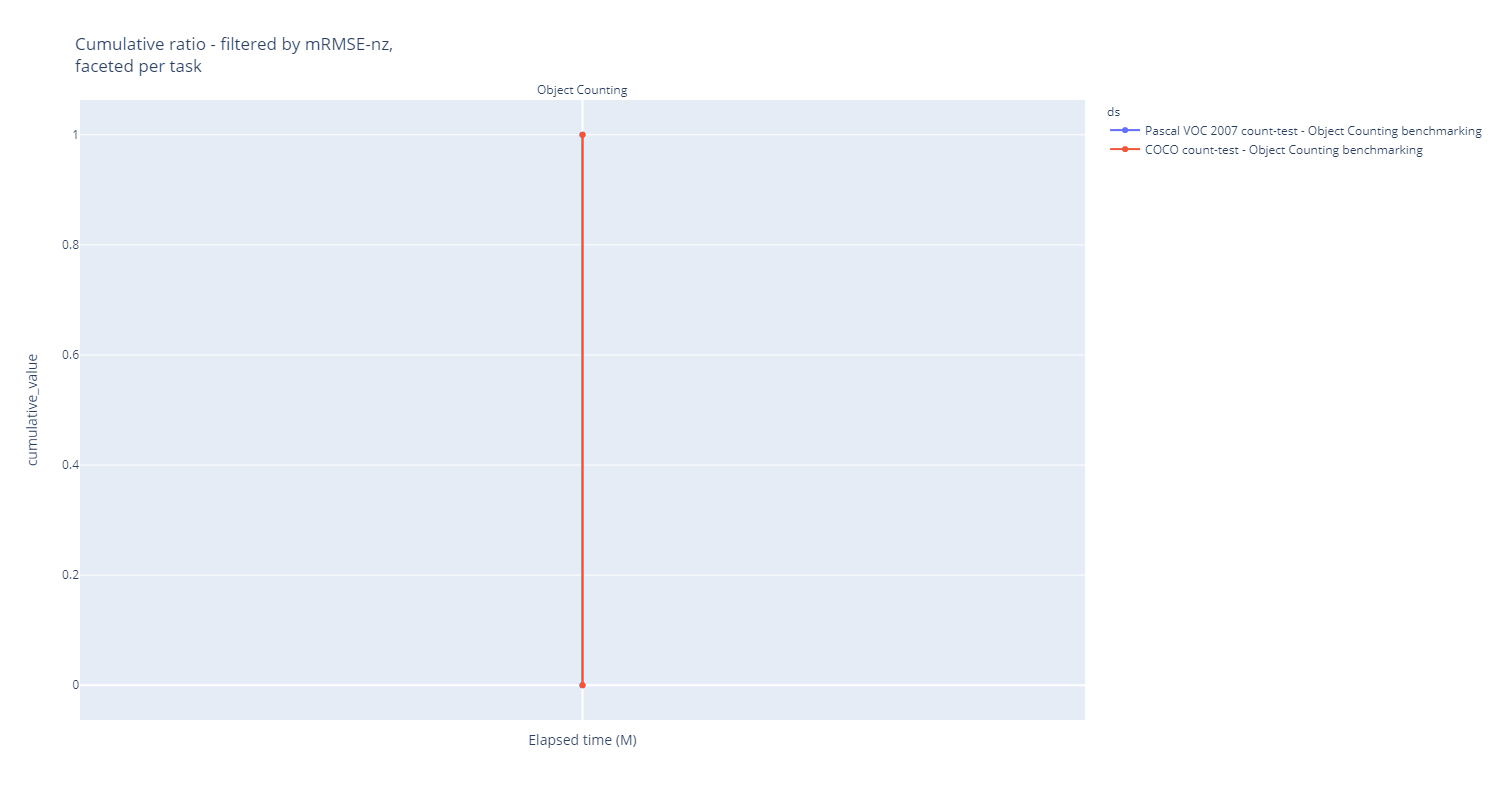 Cumulative ratio - filtered by mRMSE-nz,
faceted per task
Object Counting
ds
Pascal VOC 2007 count-test - Object Counting benchmarking
COCO count-test - Object Counting benchmarking
1
0.8
0.6
0.4
0.2
0
cumulative_value
Elapsed time (M)